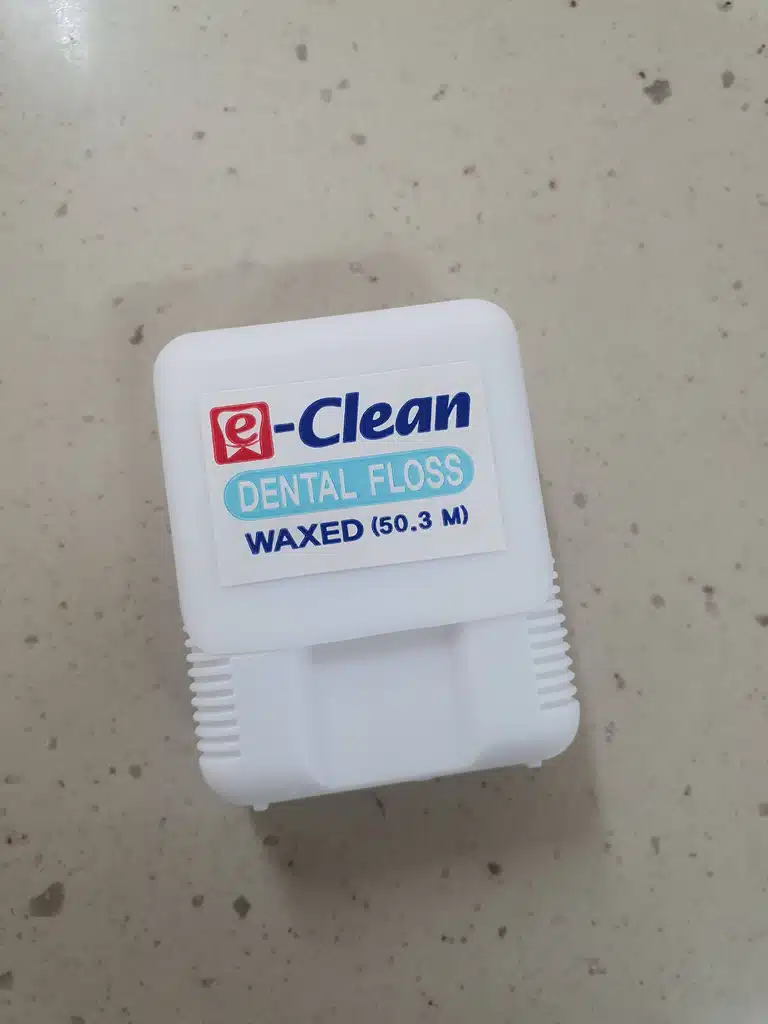 e-Clean
DENTAL FLOSS
WAXED (50.3 M)